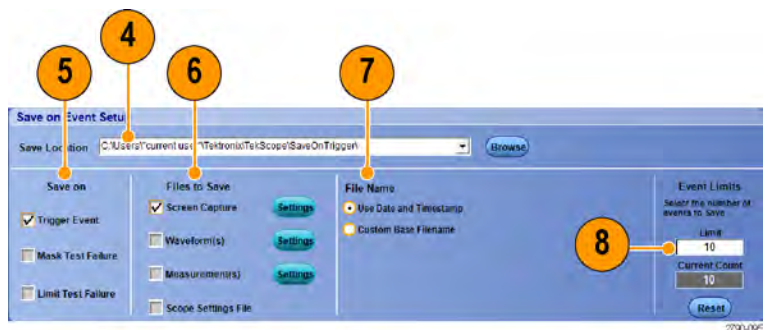 4
5
6
7
Save on Event Setup
Save Location C:\Users\"current user"\Tektronix\TekScope\SaveOnTrigger\ Browse
Save on
Trigger Event
Mask Test Failure
Limit Test Failure
Files to Save
Screen Capture Settings
Waveform(s) Settings
Measurement(s) Settings
Scope Settings File
File Name
Use Date and Timestamp
Custom Base Filename
8
Event Limits
Select the number of
events to Save
Limit
10
Current Count
10
Reset